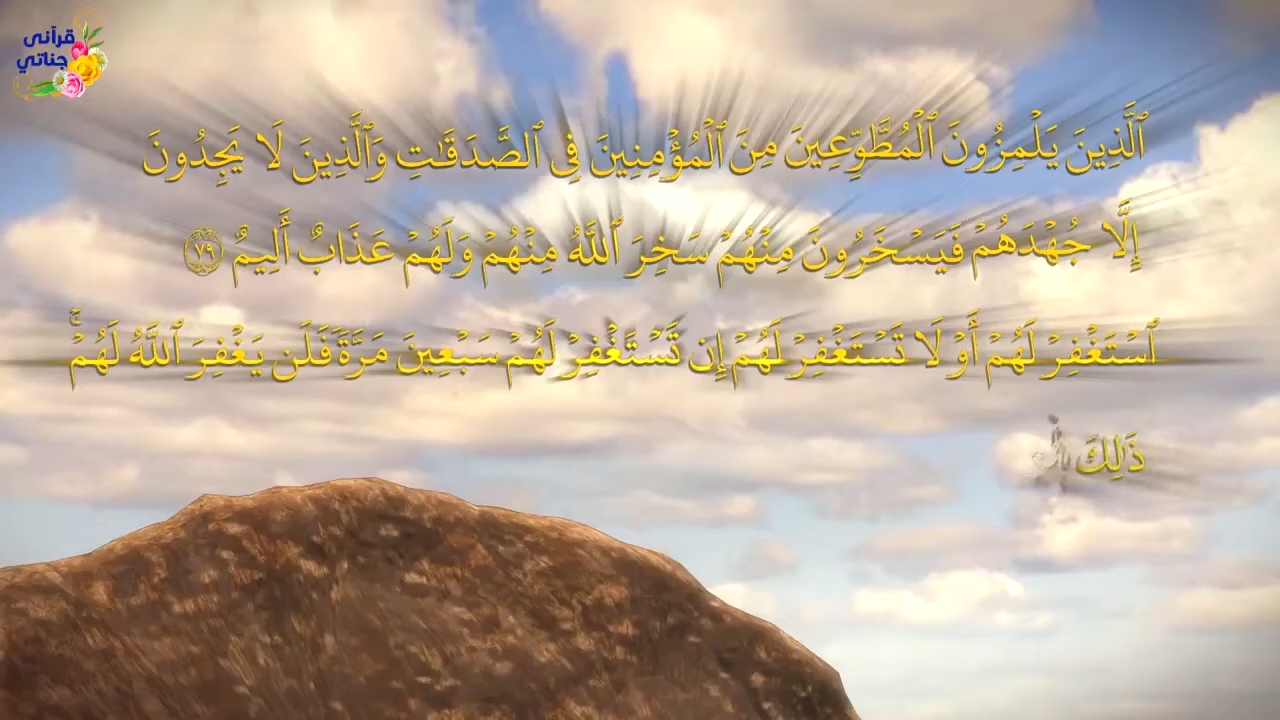 قرآنى
جناتي
ٱلَّذِينَ يَلْمِزُونَ ٱلْمُطَّوِّعِينَ مِنَ ٱلْمُؤْمِنِينَ فِى ٱلصَّدَقَٰتِ وَٱلَّذِينَ لَا يَجِدُونَ
إِلَّا جُهْدَهُمْ فَيَسْخَرُونَ مِنْهُمْ سَخِرَ ٱللَّهُ مِنْهُمْ وَلَهُمْ عَذَابٌ أَلِيمٌ ٧٩
ٱسْتَغْفِرْ لَهُمْ أَوْ لَا تَسْتَغْفِرْ لَهُمْ إِن تَسْتَغْفِرْ لَهُمْ سَبْعِينَ مَرَّةً فَلَن يَغْفِرَ ٱللَّهُ لَهُمْ ۚ
ذَٰلِكَ